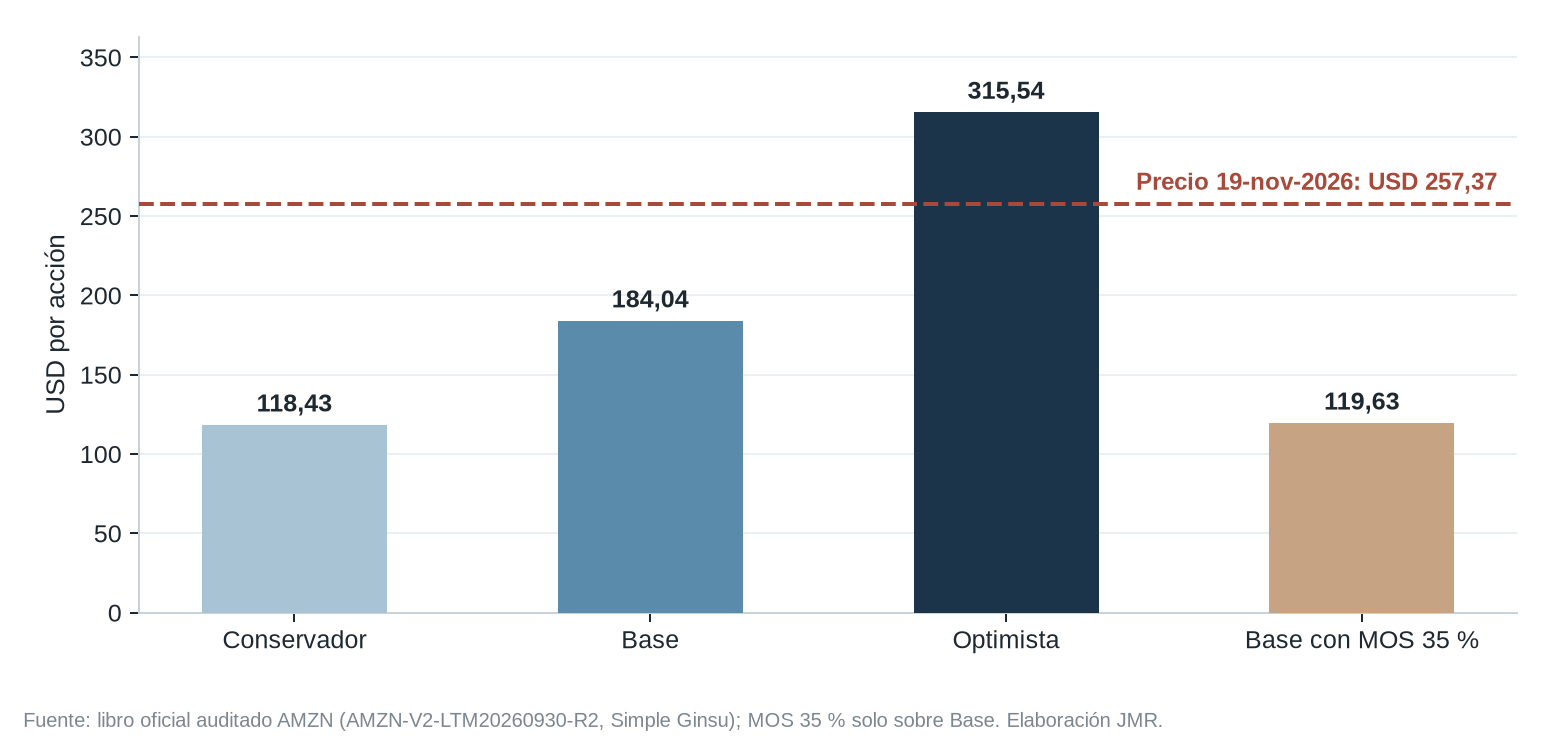 350
315,54
300
Precio 19-nov-2026: USD 257,37
250
USD por acción
200
184,04
150
118,43
119,63
100
50
0
Conservador
Base
Optimista
Base con MOS 35 %
Fuente: libro oficial auditado AMZN (AMZN-V2-LTM20260930-R2, Simple Ginsu); MOS 35 % solo sobre Base. Elaboración JMR.